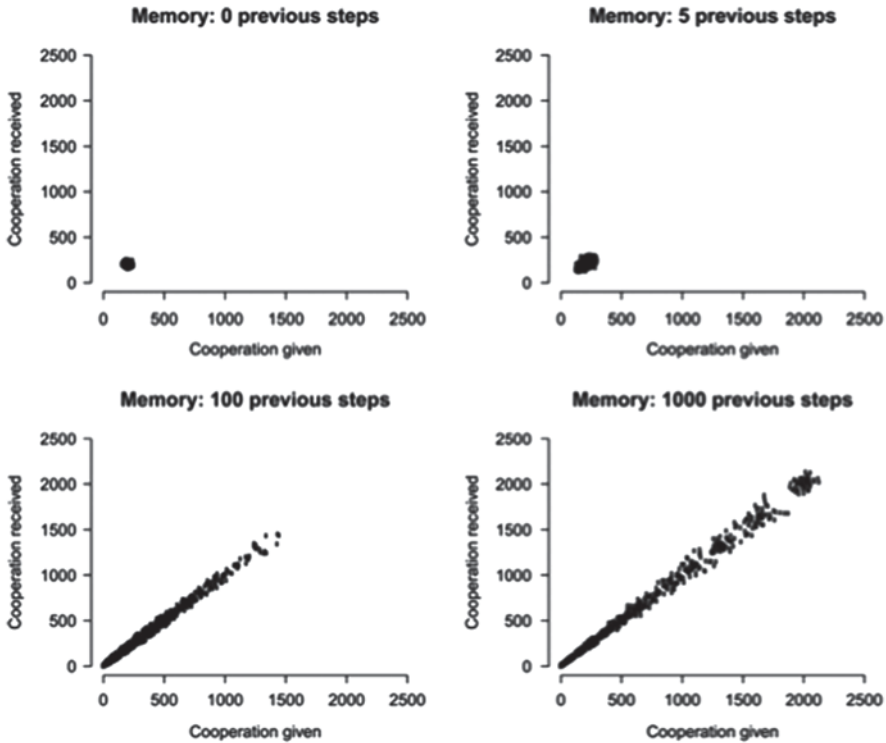 Memory: 0 previous steps
Cooperation received
2500
2000
1500
1000
500
0
0 500 1000 1500 2000 2500
Cooperation given
Memory: 5 previous steps
Cooperation received
2500
2000
1500
1000
500
0
0 500 1000 1500 2000 2500
Cooperation given
Memory: 100 previous steps
Cooperation received
2500
2000
1500
1000
500
0
0 500 1000 1500 2000 2500
Cooperation given
Memory: 1000 previous steps
Cooperation received
2500
2000
1500
1000
500
0
0 500 1000 1500 2000 2500
Cooperation given